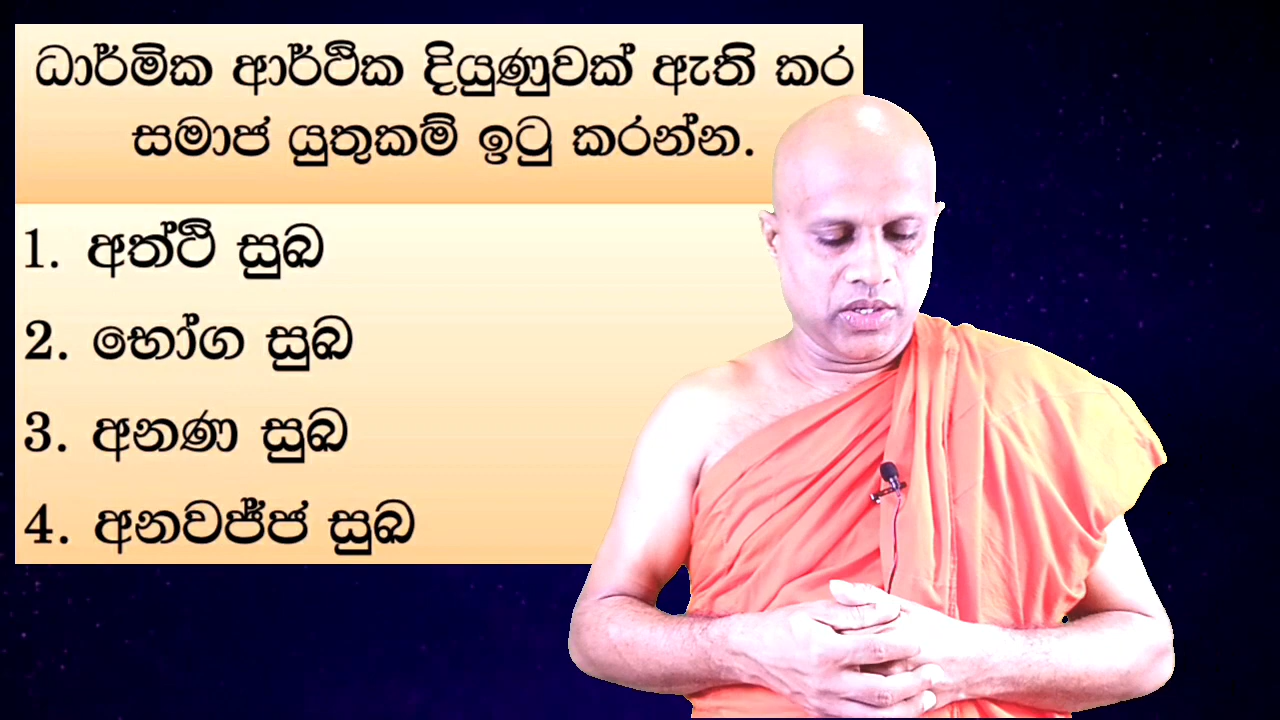 ධාර්මික ආර්ථික දියුණුවක් ඇති කර
සමාජ යුතුකම් ඉටු කරන්න.
1. අත්ථි සුඛ
2. භෝග සුඛ
3. අනණ සුඛ
4. අනවජ්ජ සුඛ